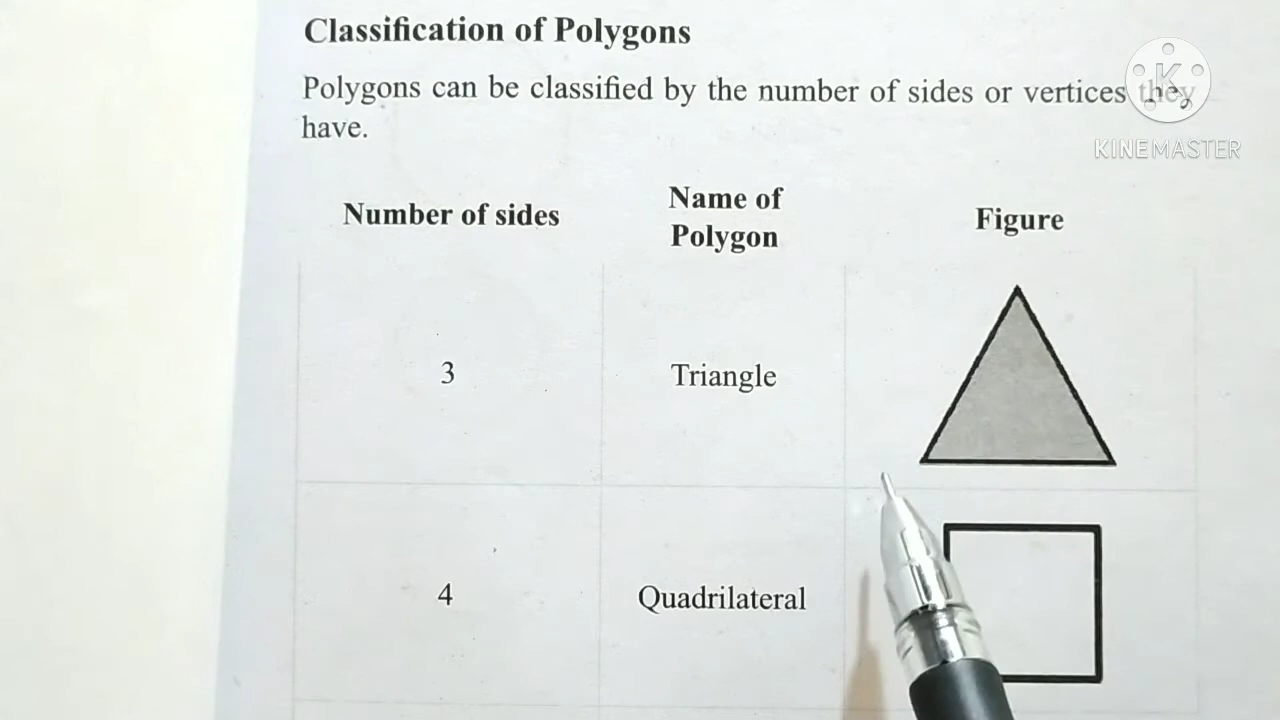 Classification of Polygons
Polygons can be classified by the number of sides or vertices they
have.
K
KINEMASTER
Number of sides
Name of
Polygon
Figure
3
Triangle
4
Quadrilateral